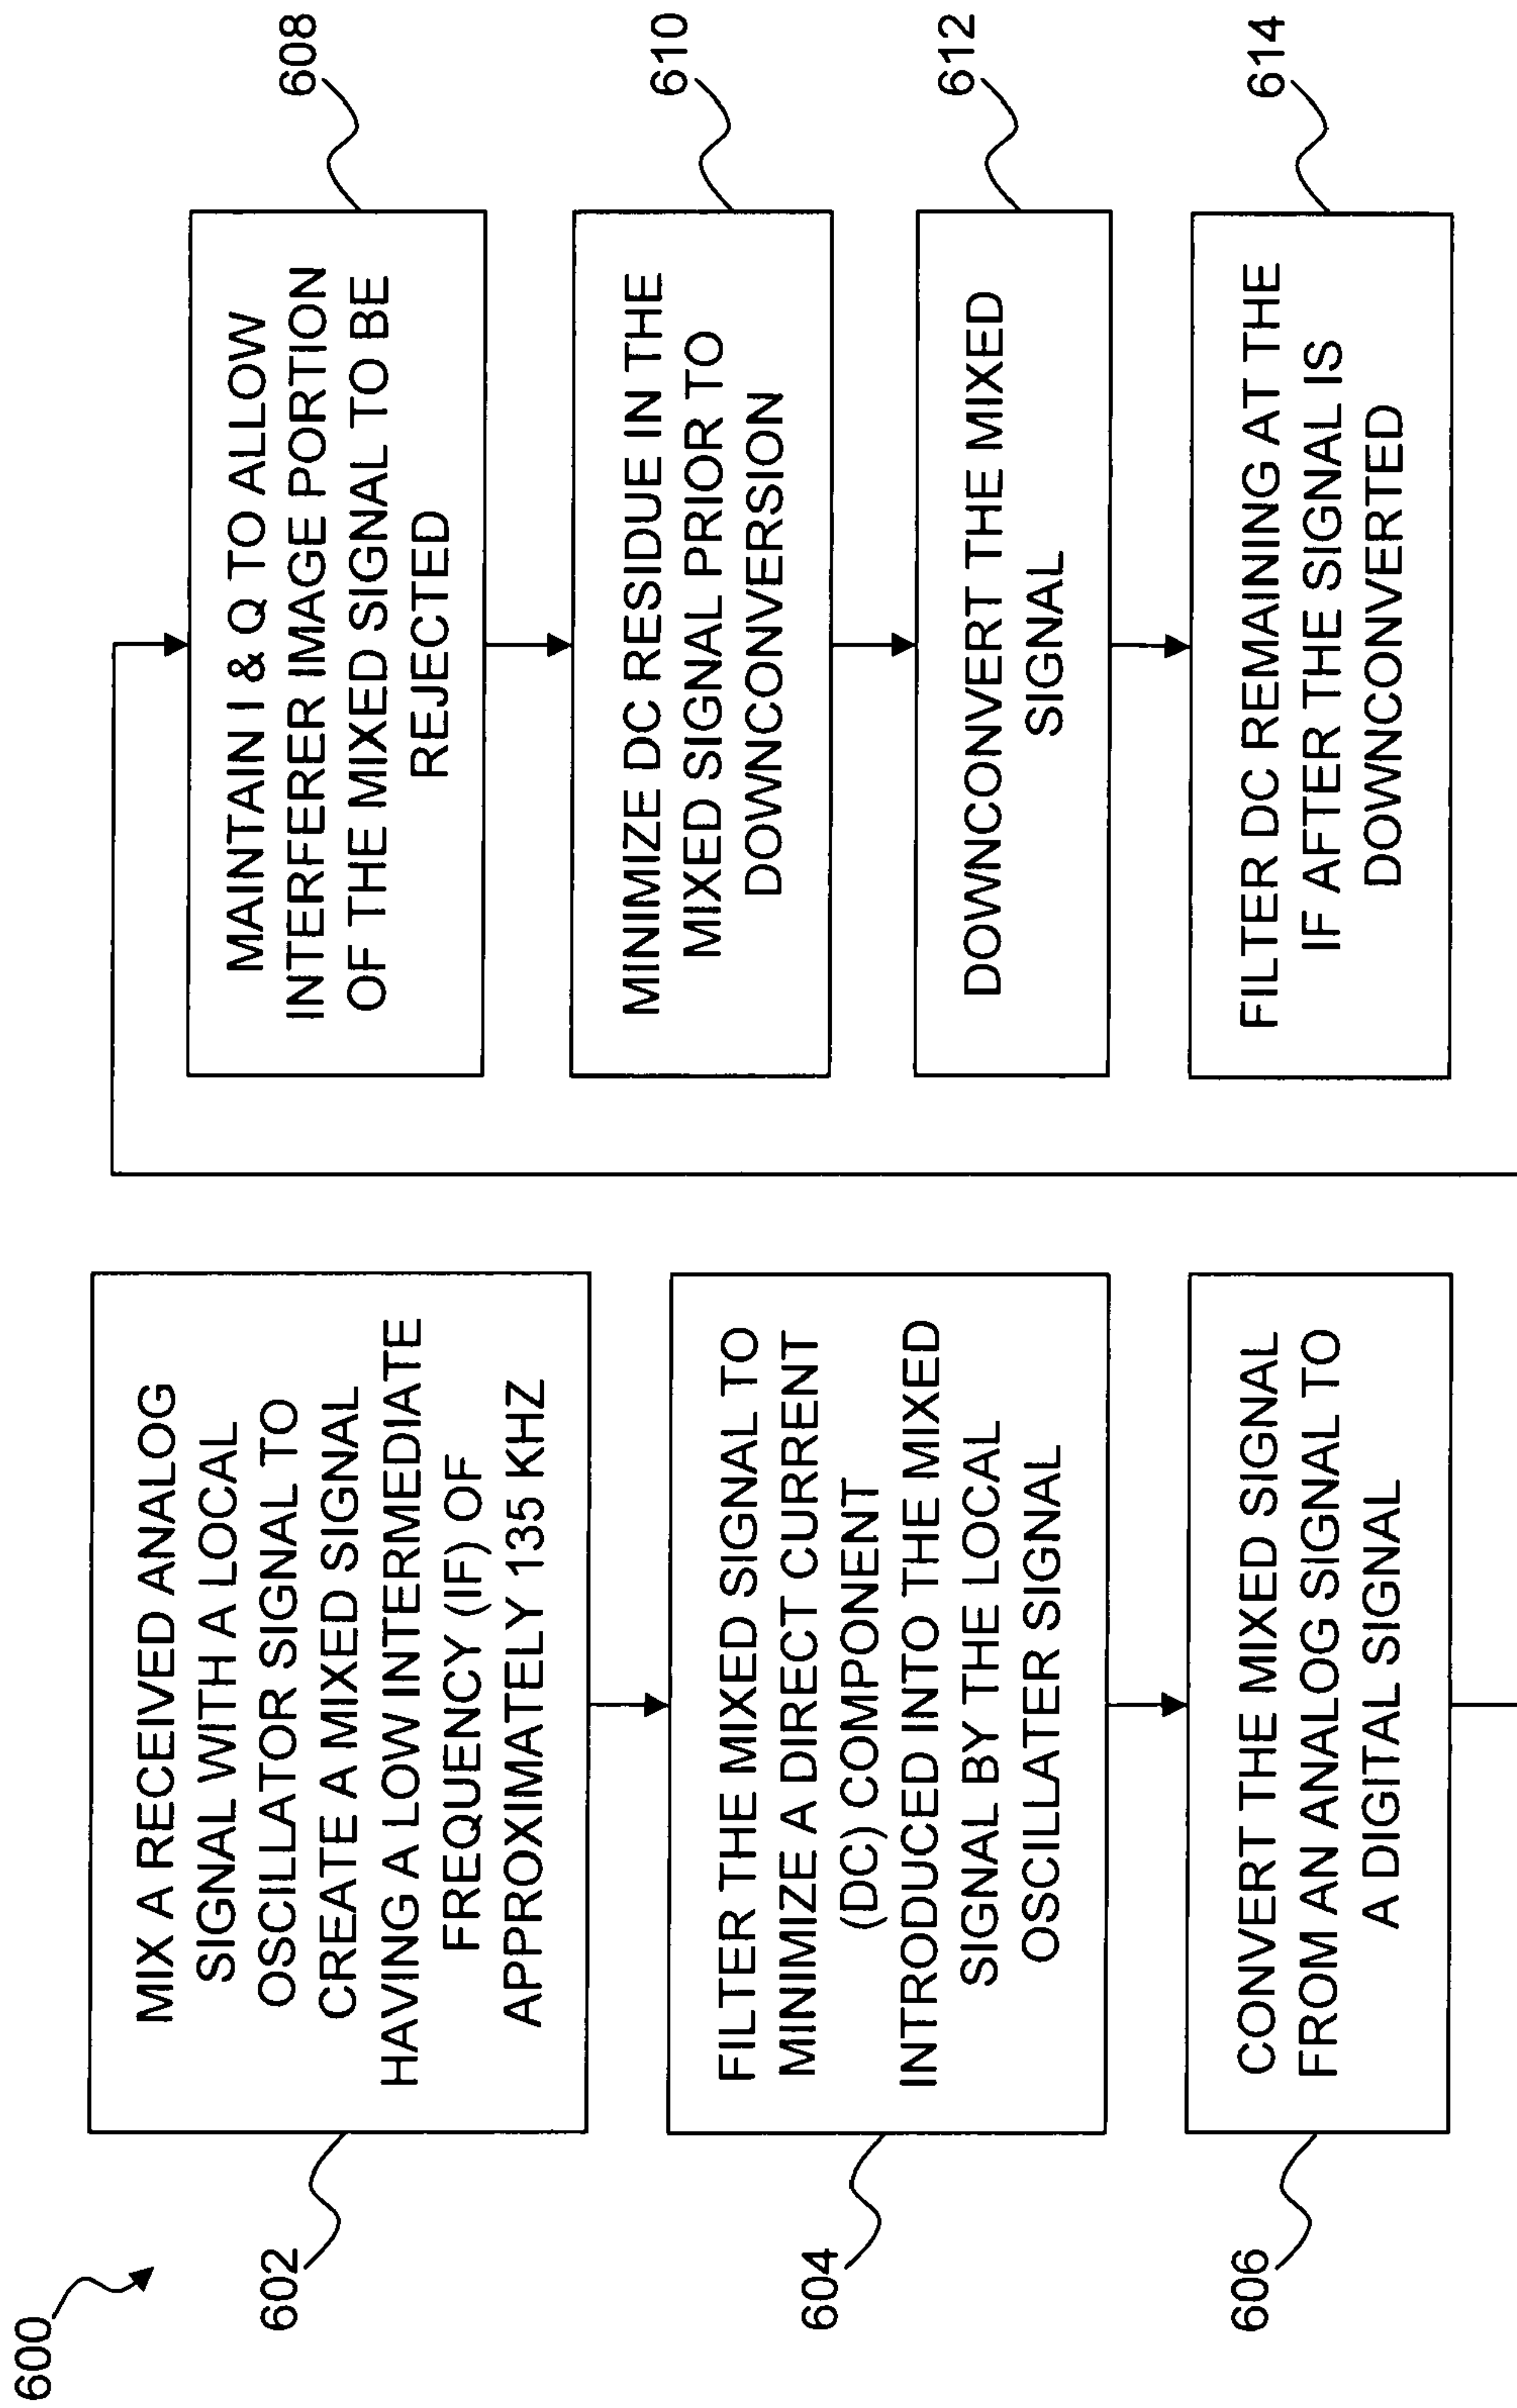 600
602
MIX A RECEIVED ANALOG
SIGNAL WITH A LOCAL
OSCILLATOR SIGNAL TO
CREATE A MIXED SIGNAL
HAVING A LOW INTERMEDIATE
FREQUENCY (IF) OF
APPROXIMATELY 135 KHZ
604
FILTER THE MIXED SIGNAL TO
MINIMIZE A DIRECT CURRENT
(DC) COMPONENT
INTRODUCED INTO THE MIXED
SIGNAL BY THE LOCAL
OSCILLATER SIGNAL
606
CONVERT THE MIXED SIGNAL
FROM AN ANALOG SIGNAL TO
A DIGITAL SIGNAL
608
MAINTAIN I & Q TO ALLOW
INTERFERER IMAGE PORTION
OF THE MIXED SIGNAL TO BE
REJECTED
610
MINIMIZE DC RESIDUE IN THE
MIXED SIGNAL PRIOR TO
DOWNCONVERSION
612
DOWNCONVERT THE MIXED
SIGNAL
614
FILTER DC REMAINING AT THE
IF AFTER THE SIGNAL IS
DOWNCONVERTED